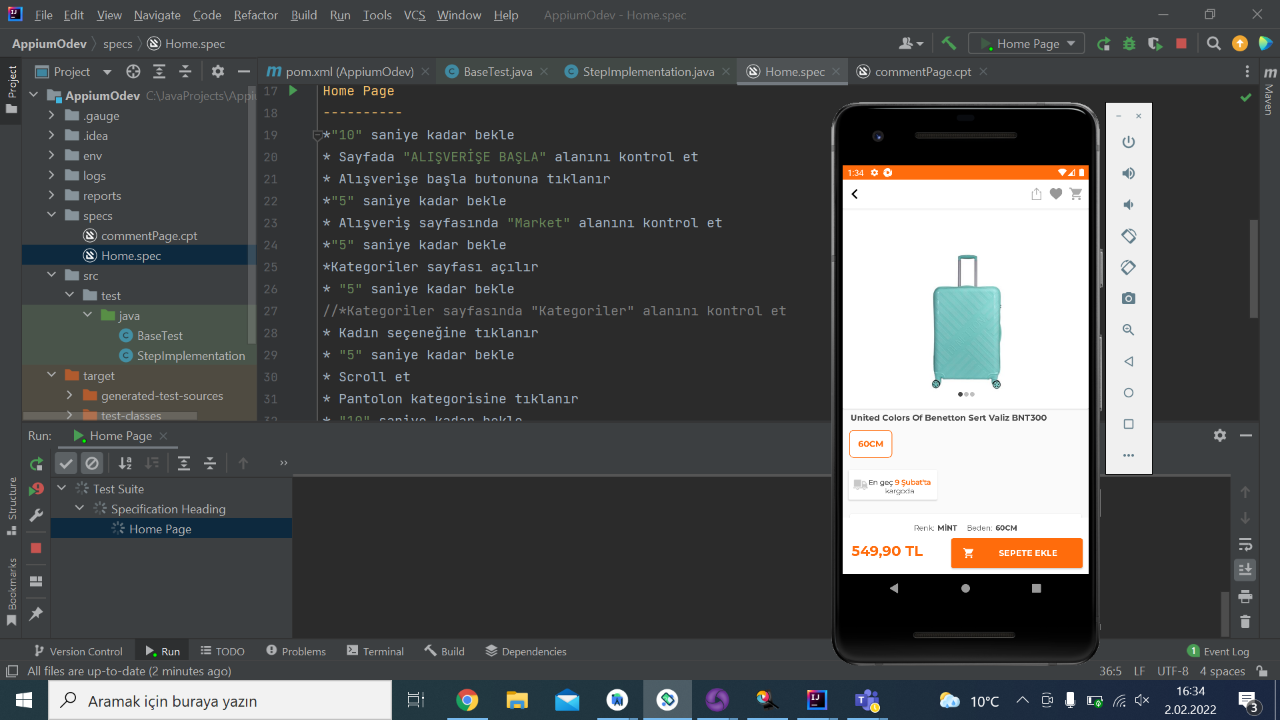 File Edit View Navigate Code Refactor Build Run Tools VCS Window Help AppiumOdev - Home.spec
AppiumOdev specs Home.spec Home Page
Project pom.xml (AppiumOdev) BaseTest.java StepImplementation.java Home.spec commentPage.cpt
Project
Maven
AppiumOdev C:\JavaProjects\Appi
.gauge
.idea
env
logs
reports
specs
commentPage.cpt
Home.spec
src
test
java
BaseTest
StepImplementation
target
generated-test-sources
test-classes
17 Home Page
18 ----------
19 *"10" saniye kadar bekle
20 * Sayfada "ALIŞVERİŞE BAŞLA" alanını kontrol et
21 * Alışverişe başla butonuna tıklanır
22 *"5" saniye kadar bekle
23 * Alışveriş sayfasında "Market" alanını kontrol et
24 *"5" saniye kadar bekle
25 *Kategoriler sayfası açılır
26 * "5" saniye kadar bekle
27 //*Kategoriler sayfasında "Kategoriler" alanını kontrol et
28 * Kadın seçeneğine tıklanır
29 * "5" saniye kadar bekle
30 * Scroll et
31 * Pantolon kategorisine tıklanır
32 * "10" saniye kadar bekle
1:34
United Colors Of Benetton Sert Valiz BNT300
60CM
En geç 9 Şubat'ta
kargoda
Renk: MİNT Beden: 60CM
549,90 TL SEPETE EKLE
Run: Home Page
Test Suite
Specification Heading
Home Page
Structure
Bookmarks
Version Control Run TODO Problems Terminal Build Dependencies 1 Event Log
All files are up-to-date (2 minutes ago) 36:5 LF UTF-8 4 spaces
Aramak için buraya yazın 10°C 16:34
2.02.2022
3